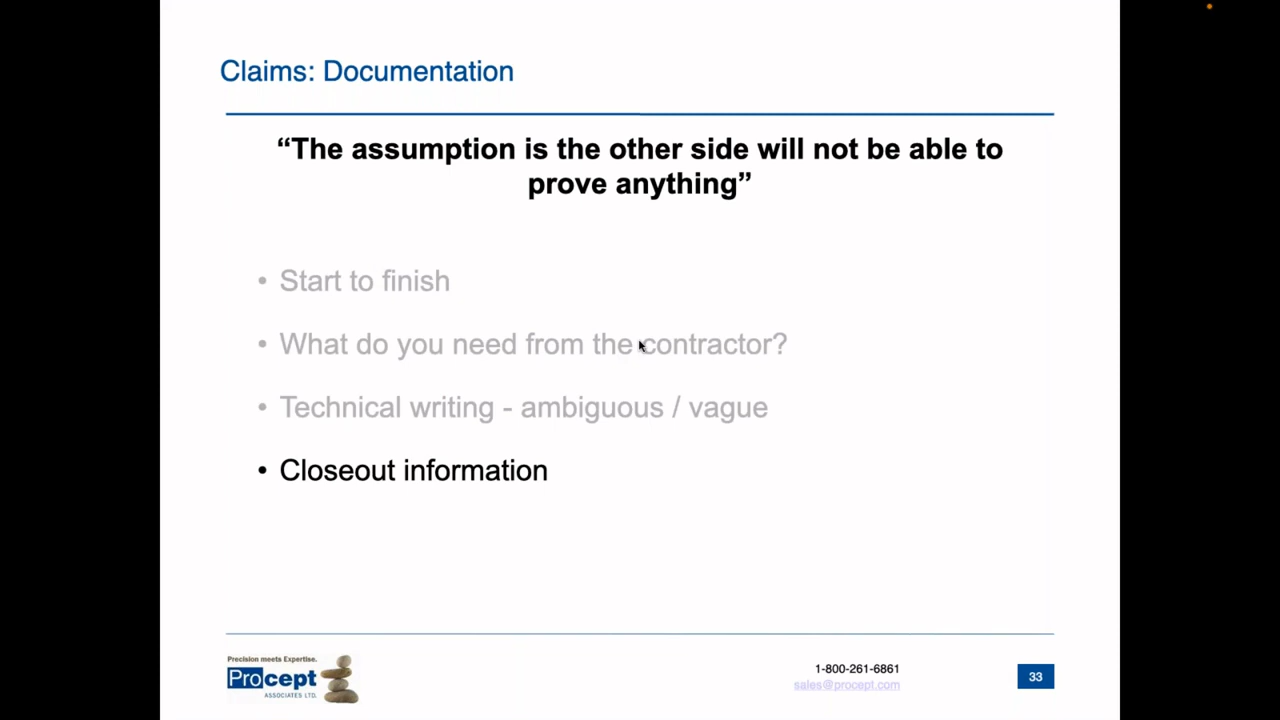 Claims: Documentation
“The assumption is the other side will not be able to
prove anything”
• Start to finish
• What do you need from the contractor?
• Technical writing - ambiguous / vague
• Closeout information
Precision meets Expertise.
Procept
ASSOCIATES LTD.
1-800-261-6861
sales@procept.com
33